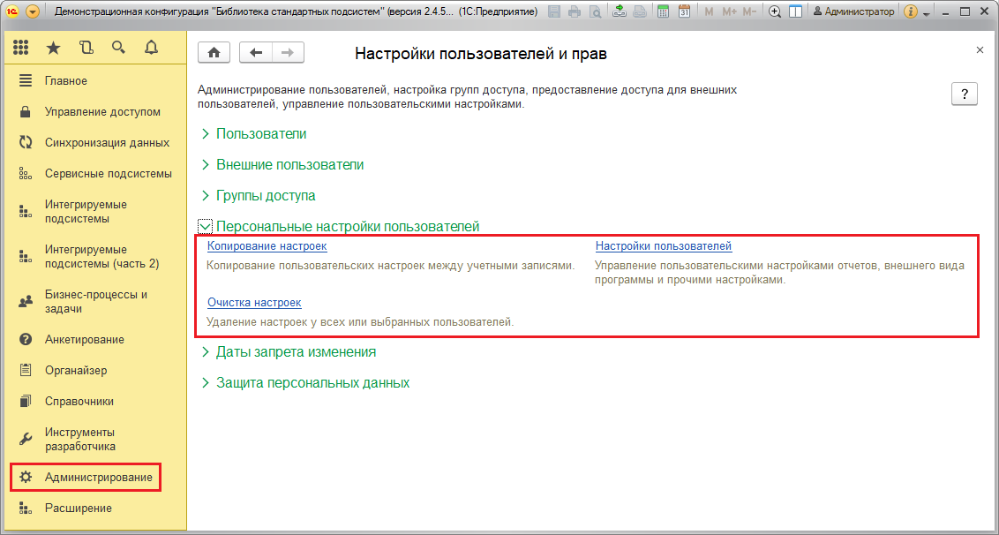 Демонстрационная конфигурация "Библиотека стандартных подсистем" (версия 2.4.5... (1С:Предприятие)
31
M M+ M-
Администратор
Главное
Управление доступом
Синхронизация данных
Сервисные подсистемы
Интегрируемые
подсистемы
Интегрируемые
подсистемы (часть 2)
Бизнес-процессы и
задачи
Анкетирование
Органайзер
Справочники
Инструменты
разработчика
Администрирование
Расширение
Настройки пользователей и прав
Администрирование пользователей, настройка групп доступа, предоставление доступа для внешних
пользователей, управление пользовательскими настройками.
?
Пользователи
Внешние пользователи
Группы доступа
Персональные настройки пользователей
Копирование настроек
Копирование пользовательских настроек между учетными записями.
Настройки пользователей
Управление пользовательскими настройками отчетов, внешнего вида
программы и прочими настройками.
Очистка настроек
Удаление настроек у всех или выбранных пользователей.
Даты запрета изменения
Защита персональных данных